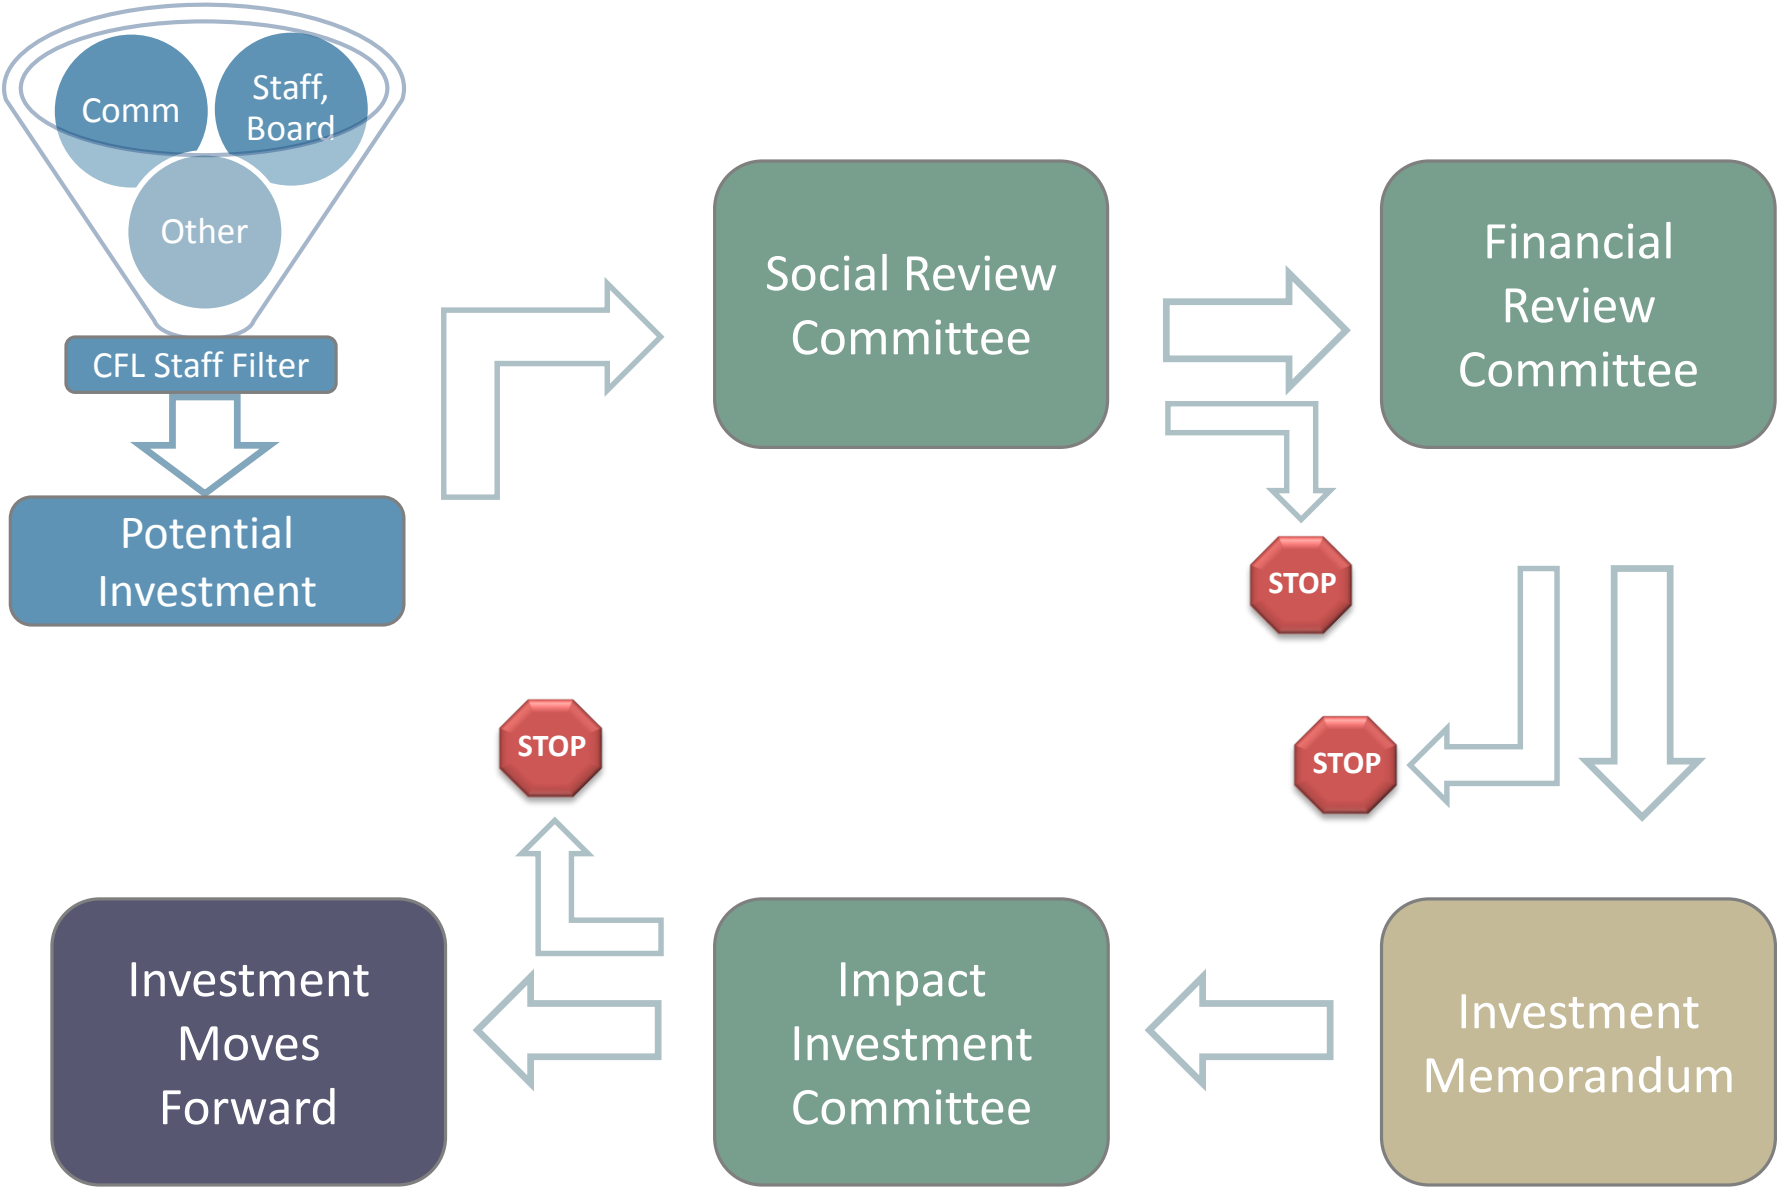 Comm
Staff,
Board
Other
CFL Staff Filter
Potential
Investment
Social Review
Committee
Financial
Review
Committee
STOP
STOP
STOP
Investment
Moves
Forward
Impact
Investment
Committee
Investment
Memorandum